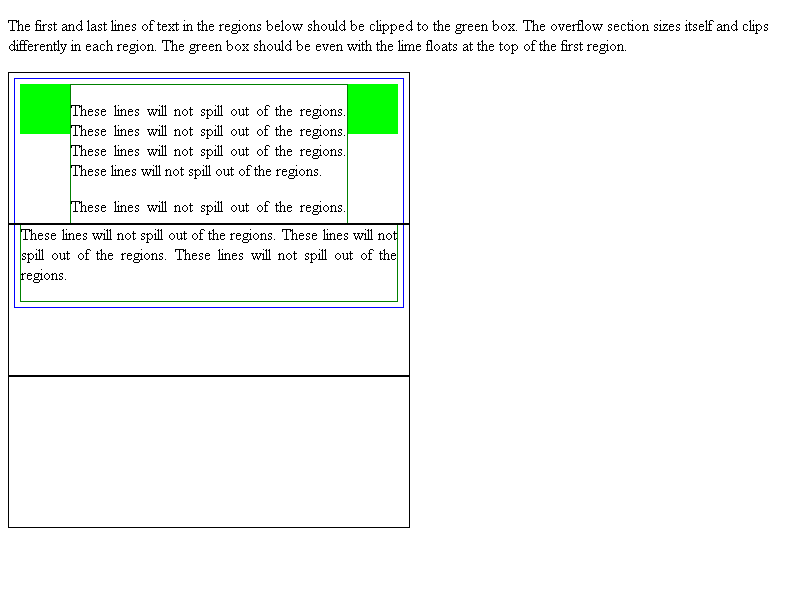 The first and last lines of text in the regions below should be clipped to the green box. The overflow section sizes itself and clips
differently in each region. The green box should be even with the lime floats at the top of the first region.
These lines will not spill out of the regions.
These lines will not spill out of the regions.
These lines will not spill out of the regions.
These lines will not spill out of the regions.
These lines will not spill out of the regions.
These lines will not spill out of the regions. These lines will not
spill out of the regions. These lines will not spill out of the
regions.